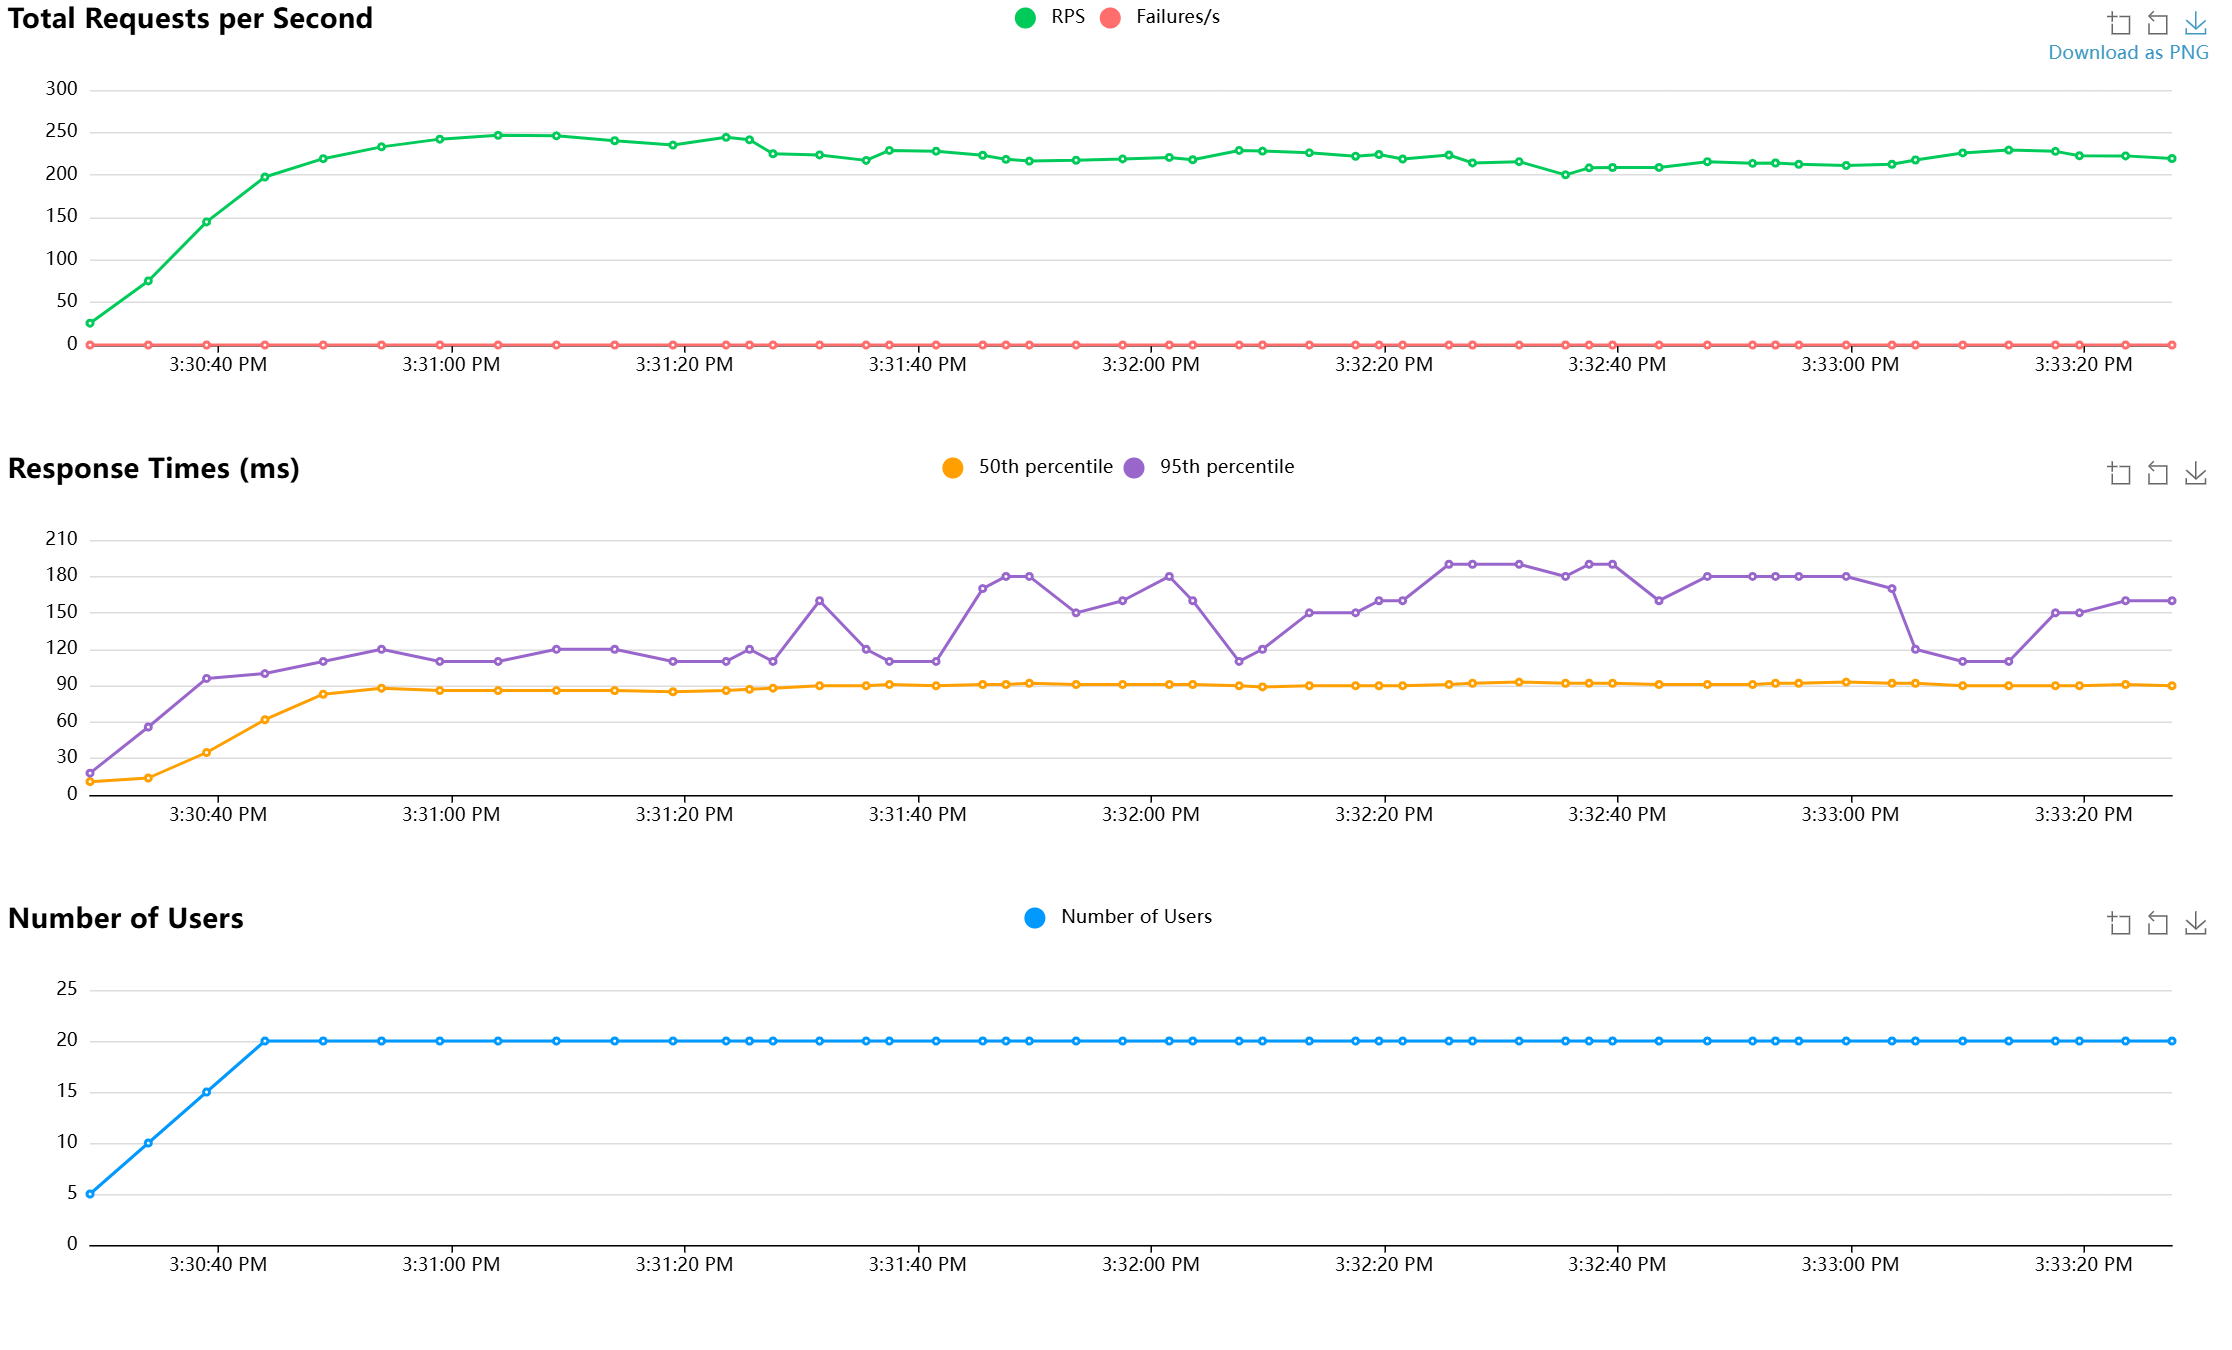 Total Requests per Second
RPS Failures/s
Download as PNG
300
250
200
150
100
50
0
3:30:40 PM 3:31:00 PM 3:31:20 PM 3:31:40 PM 3:32:00 PM 3:32:20 PM 3:32:40 PM 3:33:00 PM 3:33:20 PM
Response Times (ms)
50th percentile 95th percentile
210
180
150
120
90
60
30
0
3:30:40 PM 3:31:00 PM 3:31:20 PM 3:31:40 PM 3:32:00 PM 3:32:20 PM 3:32:40 PM 3:33:00 PM 3:33:20 PM
Number of Users
Number of Users
25
20
15
10
5
0
3:30:40 PM 3:31:00 PM 3:31:20 PM 3:31:40 PM 3:32:00 PM 3:32:20 PM 3:32:40 PM 3:33:00 PM 3:33:20 PM